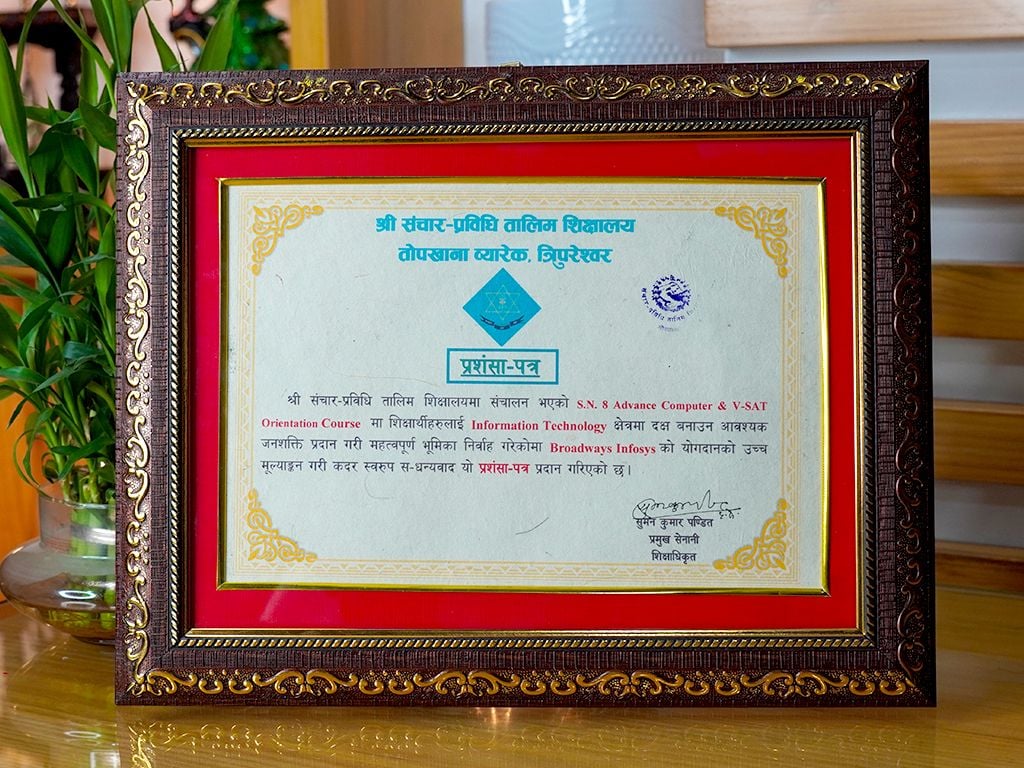 श्री संचार-प्रविधि तालिम शिक्षालय
तोपखाना ब्यारेक, त्रिपुरेश्वर
संचार-प्रविधि तालिम
प्रशंसा-पत्र
श्री संचार-प्रविधि तालिम शिक्षालयमा संचालन भएको S.N. 8 Advance Computer & V-SAT
Orientation Course मा शिक्षार्थीहरुलाई Information Technology क्षेत्रमा दक्ष बनाउन आवश्यक
जनशक्ति प्रदान गरी महत्वपूर्ण भूमिका निर्वाह गरेकोमा Broadways Infosys को योगदानको उच्च
मूल्याङ्कन गरी कदर स्वरुप स-धन्यवाद यो प्रशंसा-पत्र प्रदान गरिएको छ।
सुमन कुमार पण्डित
प्रमुख सेनानी
शिक्षाधिकृत